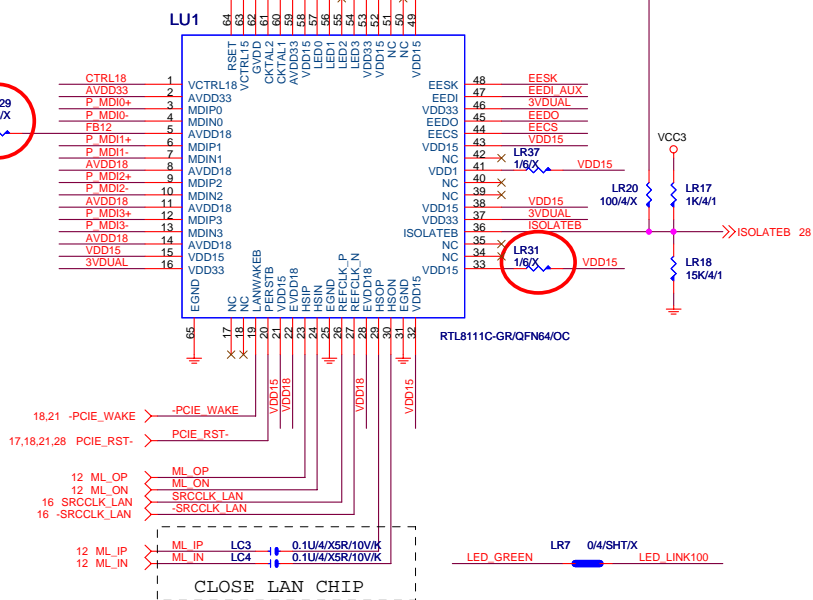 LU1
64
63
62
61
60
59
58
57
56
55
54
53
52
51
50
49
RSET
VCTRL15
GVDD
CKTAL2
CKTAL1
AVDD33
VDD15
LED0
LED1
LED2
LED3
VDD33
VDD15
NC
NC
VDD15
29
/X
CTRL18 1 VCTRL18
AVDD33 2 AVDD33
P_MDI0+ 3 MDIP0
P_MDI0- 4 MDIN0
FB12 5 AVDD18
P_MDI1+ 6 MDIP1
P_MDI1- 7 MDIN1
AVDD18 8 AVDD18
P_MDI2+ 9 MDIP2
P_MDI2- 10 MDIN2
AVDD18 11 AVDD18
P_MDI3+ 12 MDIP3
P_MDI3- 13 MDIN3
AVDD18 14 AVDD18
VDD15 15 VDD15
3VDUAL 16 VDD33
EESK 48 EESK
EEDI 47 EEDI_AUX
VDD33 46 3VDUAL
EEDO 45 EEDO
EECS 44 EECS
VDD15 43 VDD15
NC 42
LR37
VDD1 41 1/6/X VDD15
NC 40
NC 39
VDD15 38 VDD15
VDD33 37 3VDUAL
ISOLATEB 36 ISOLATEB
NC 35
NC 34
LR31
1/6/X
VDD15 33 VDD15
VCC3
LR20
100/4/X
LR17
1K/4/1
ISOLATEB 28
LR18
15K/4/1
EGND
NC
NC
LANWAKEB
PERSTB
VDD15
EVDD18
HSIP
HSIN
EGND
REFCLK_P
REFCLK_N
EVDD18
HSOP
HSON
EGND
VDD15
65
17
18
19
20
21
22
23
24
25
26
27
28
29
30
31
32
RTL8111C-GR/QFN64/OC
VDD15
VDD18
VDD18
VDD15
18,21 -PCIE_WAKE -PCIE_WAKE
17,18,21,28 PCIE_RST- PCIE_RST-
12 ML_OP ML_OP
12 ML_ON ML_ON
16 SRCCLK_LAN SRCCLK_LAN
16 -SRCCLK_LAN -SRCCLK_LAN
12 ML_IP ML_IP LC3 0.1U/4/X5R/10V/K
12 ML_IN ML_IN LC4 0.1U/4/X5R/10V/K
CLOSE LAN CHIP
LR7 0/4/SHT/X
LED_GREEN LED_LINK100